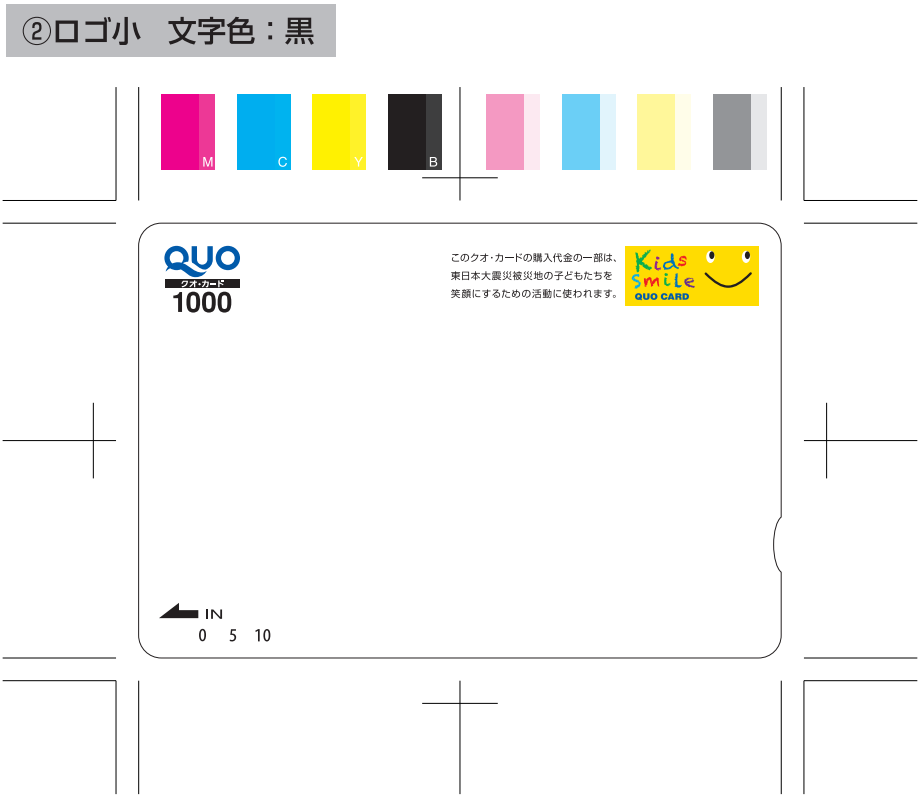 ②ロゴ小　文字色：黒
M C Y B
QUO
クオ・カード
1000
このクオ・カードの購入代金の一部は、
東日本大震災被災地の子どもたちを
笑顔にするための活動に使われます。
Kids
Smile
QUO CARD
IN
0 5 10